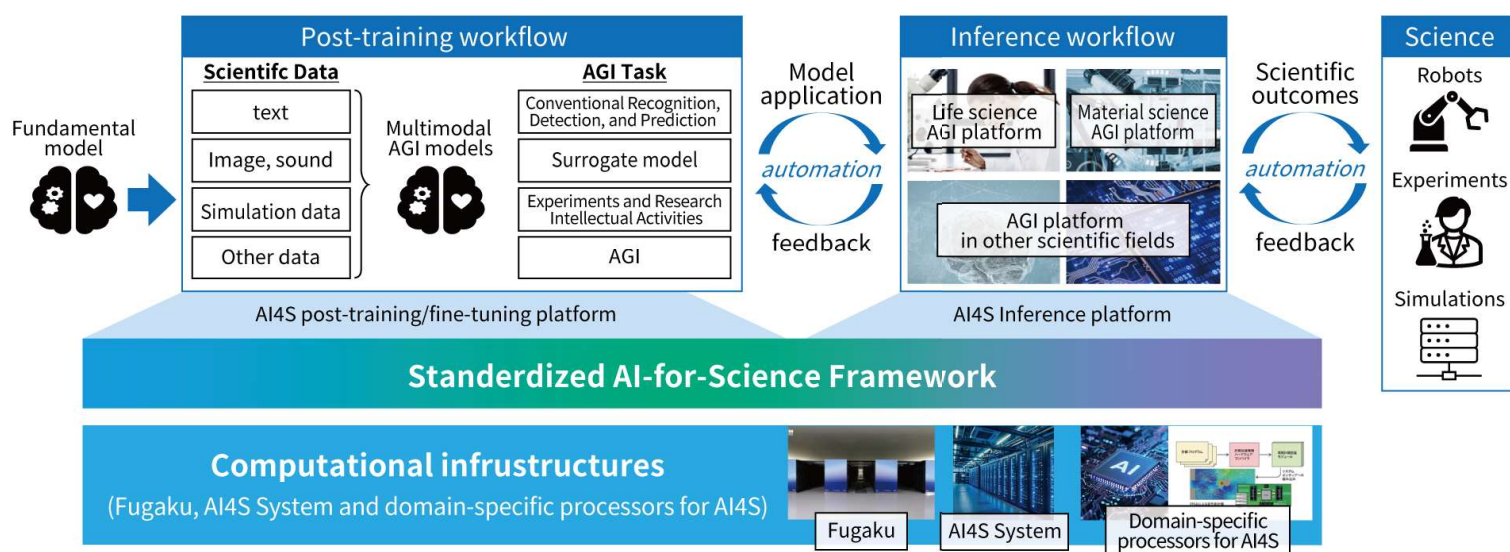 Post-training workflow
Inference workflow
Science
Fundamental
model
Scientifc Data
text
Image, sound
Simulation data
Other data
Multimodal
AGI models
AGI Task
Conventional Recognition,
Detection, and Prediction
Surrogate model
Experiments and Research
Intellectual Activities
AGI
Model
application
automation
feedback
Life science
AGI platform
Material science
AGI platform
AGI platform
in other scientific fields
Scientific
outcomes
automation
feedback
Robots
Experiments
Simulations
AI4S post-training/fine-tuning platform
AI4S Inference platform
Standerdized AI-for-Science Framework
Computational infrustructures
(Fugaku, AI4S System and domain-specific processors for AI4S)
Fugaku
AI4S System
AI
Domain-specific
processors for AI4S